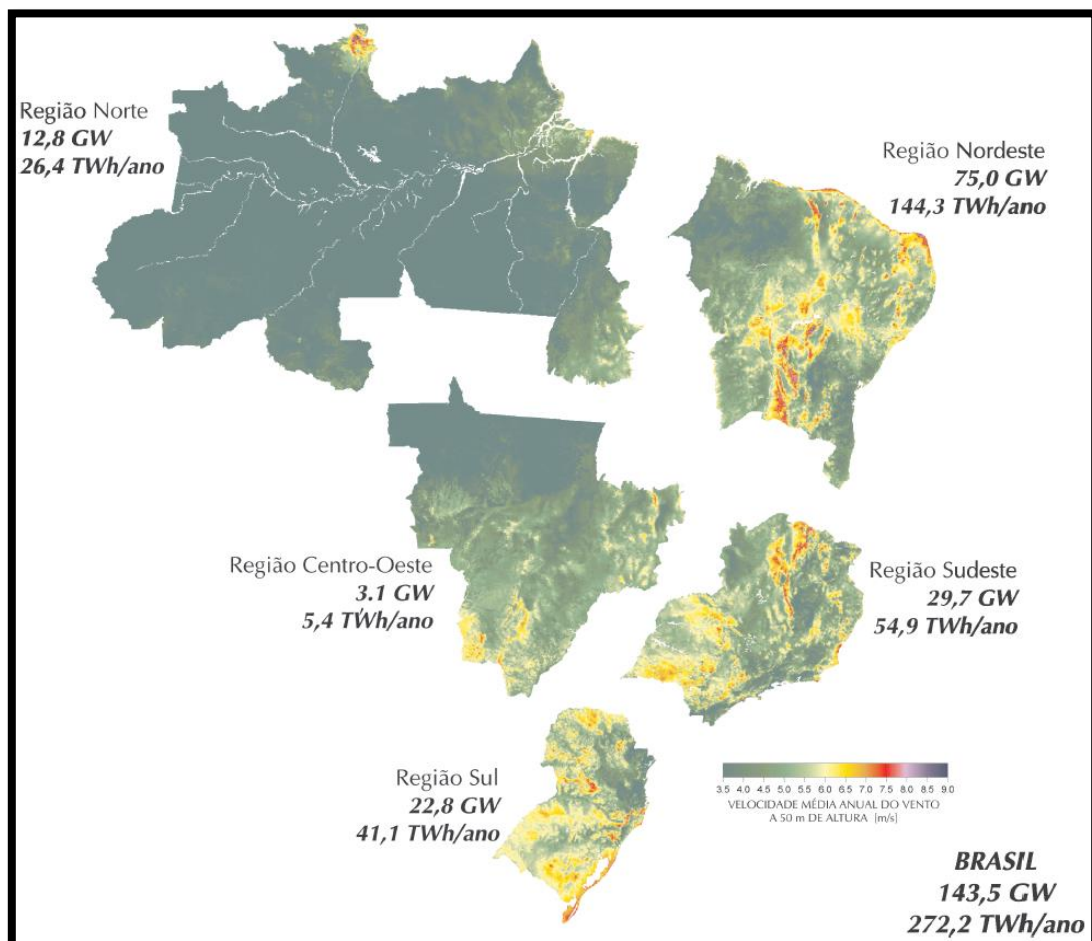 Região Norte
12,8 GW
26,4 TWh/ano
Região Nordeste
75,0 GW
144,3 TWh/ano
Região Centro-Oeste
3.1 GW
5,4 TWh/ano
Região Sudeste
29,7 GW
54,9 TWh/ano
Região Sul
22,8 GW
41,1 TWh/ano
3.5 4.0 4.5 5.0 5.5 6.0 6.5 7.0 7.5 8.0 8.5 9.0
VELOCIDADE MÉDIA ANUAL DO VENTO
A 50 m DE ALTURA [m/s]
BRASIL
143,5 GW
272,2 TWh/ano